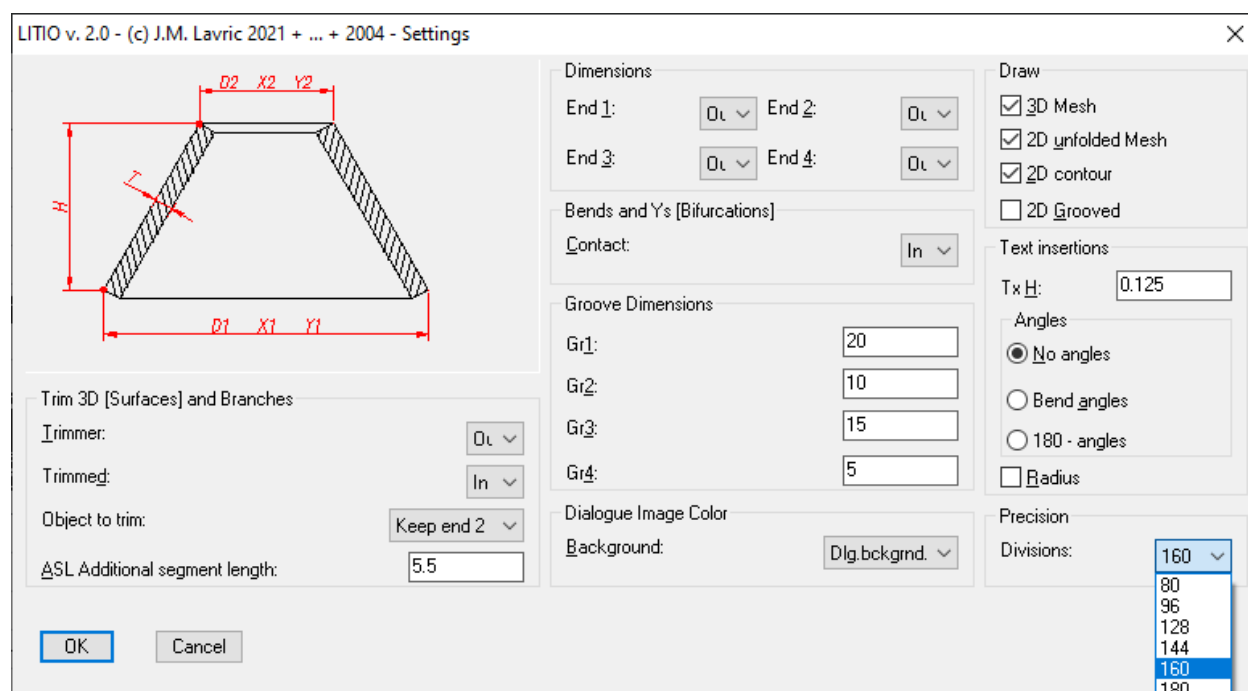 LITIO v. 2.0 - (c) J.M. Lavric 2021 + ... + 2004 - Settings
D2 X2 Y2
T
H
D1 X1 Y1
Trim 3D [Surfaces] and Branches
Trimmer:
Trimmed: In
Object to trim: Keep end 2
ASL Additional segment length: 5.5
OK Cancel
Dimensions
End 1: End 2:
End 3: End 4:
Bends and Ys [Bifurcations]
Contact: In
Groove Dimensions
Gr1: 20
Gr2: 10
Gr3: 15
Gr4: 5
Dialogue Image Color
Background: Dlg.bckgrnd.
Draw
3D Mesh
2D unfolded Mesh
2D contour
2D Grooved
Text insertions
Tx H: 0.125
Angles
No angles
Bend angles
180 - angles
Radius
Precision
Divisions: 160
80
96
128
144
160
180